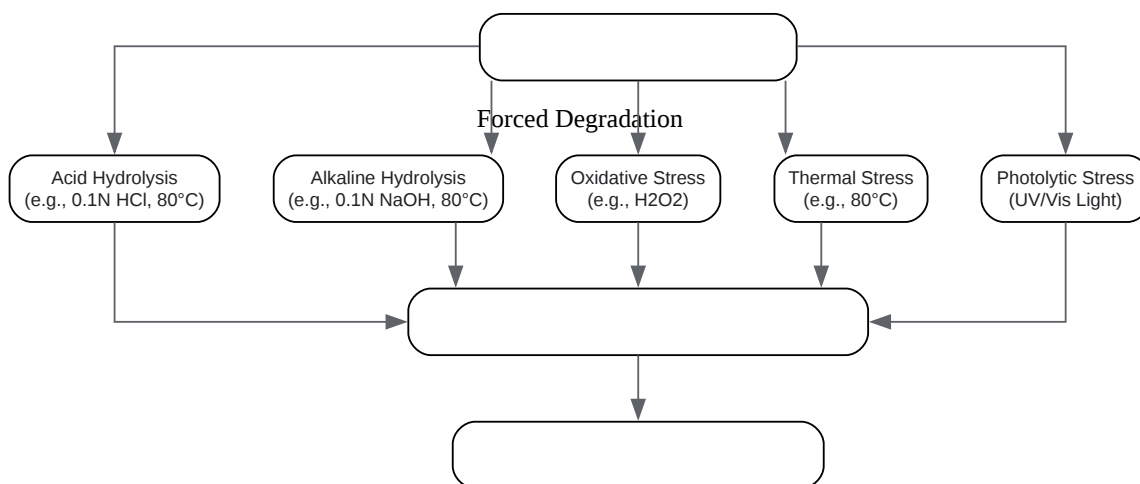 Forced Degradation
Acid Hydrolysis
(e.g., 0.1N HCl, 80°C)
Alkaline Hydrolysis
(e.g., 0.1N NaOH, 80°C)
Oxidative Stress
(e.g., H2O2)
Thermal Stress
(e.g., 80°C)
Photolytic Stress
(UV/Vis Light)